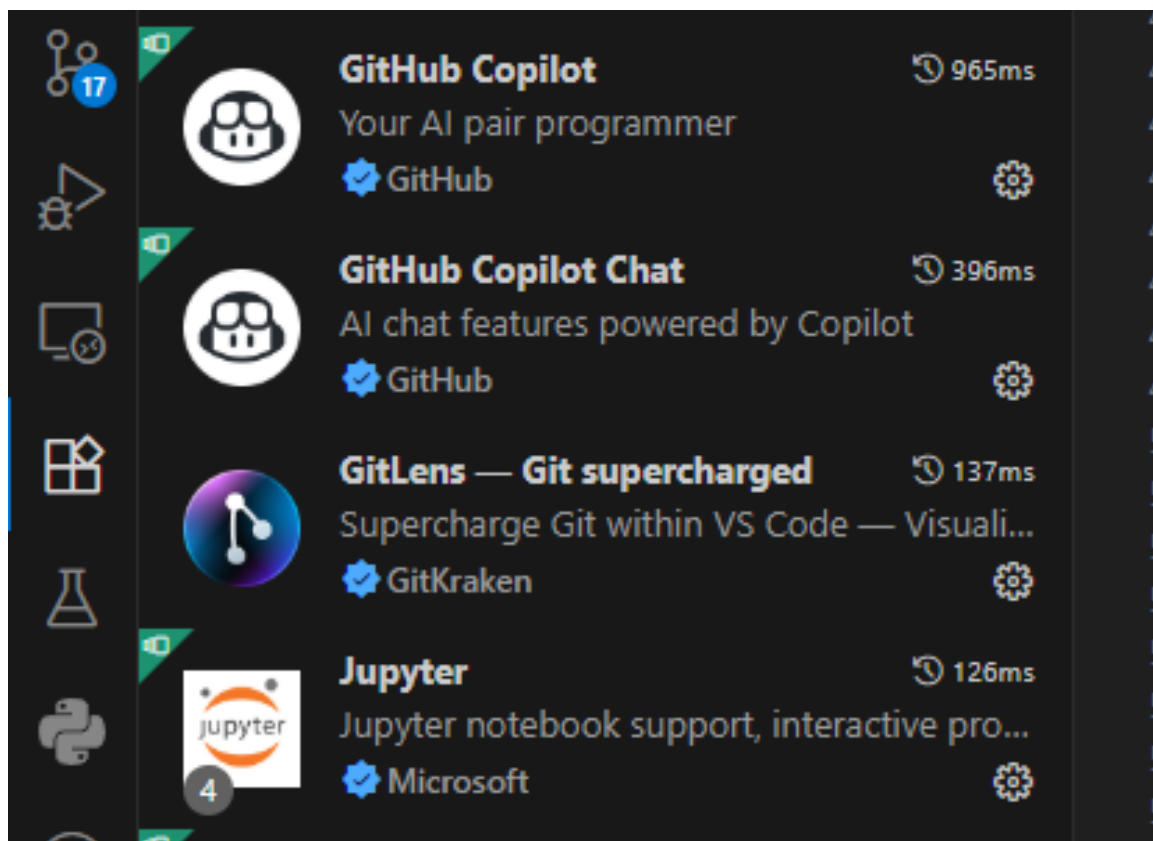 17
GitHub Copilot 965ms
Your AI pair programmer
GitHub
GitHub Copilot Chat 396ms
AI chat features powered by Copilot
GitHub
GitLens — Git supercharged 137ms
Supercharge Git within VS Code — Visuali...
GitKraken
Jupyter 126ms
jupyter
Jupyter notebook support, interactive pro...
4
Microsoft